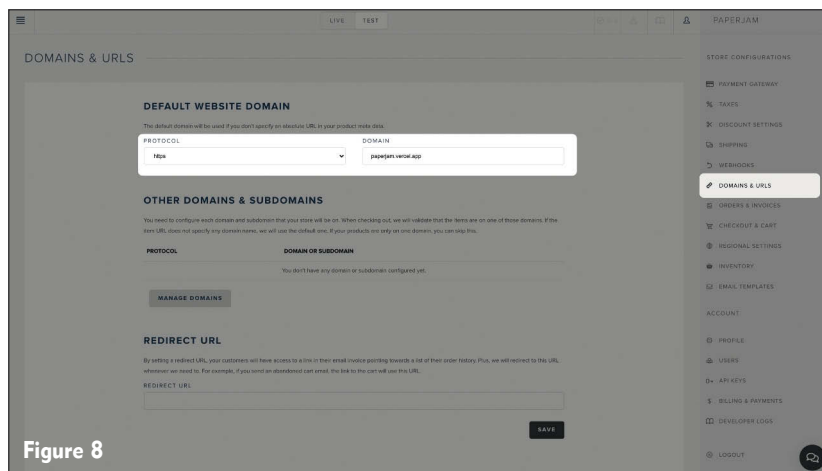 LIVE TEST
PAPERJAM
DOMAINS & URLS
DEFAULT WEBSITE DOMAIN
The default domain will be used if you don't specify an absolute URL in your product meta data.
PROTOCOL DOMAIN
https paperjam.vercel.app
OTHER DOMAINS & SUBDOMAINS
You need to configure each domain and subdomain that your store will be on. When checking out, we will validate that the items are on one of those domains. If the
item URL does not specify any domain name, we will use the default one. If your products are only on one domain, you can skip this.
PROTOCOL DOMAIN OR SUBDOMAIN
You don't have any domain or subdomain configured yet.
MANAGE DOMAINS
REDIRECT URL
By setting a redirect URL, your customers will have access to a link in their email invoice pointing towards a list of their order history. Plus, we will redirect to this URL
whenever we need to. For example, if you send an abandoned cart email, the link to the cart will use this URL.
REDIRECT URL
SAVE
STORE CONFIGURATIONS
PAYMENT GATEWAY
TAXES
DISCOUNT SETTINGS
SHIPPING
WEBHOOKS
DOMAINS & URLS
ORDERS & INVOICES
CHECKOUT & CART
REGIONAL SETTINGS
INVENTORY
EMAIL TEMPLATES
ACCOUNT
PROFILE
USERS
API KEYS
BILLING & PAYMENTS
DEVELOPER LOGS
LOGOUT
Figure 8